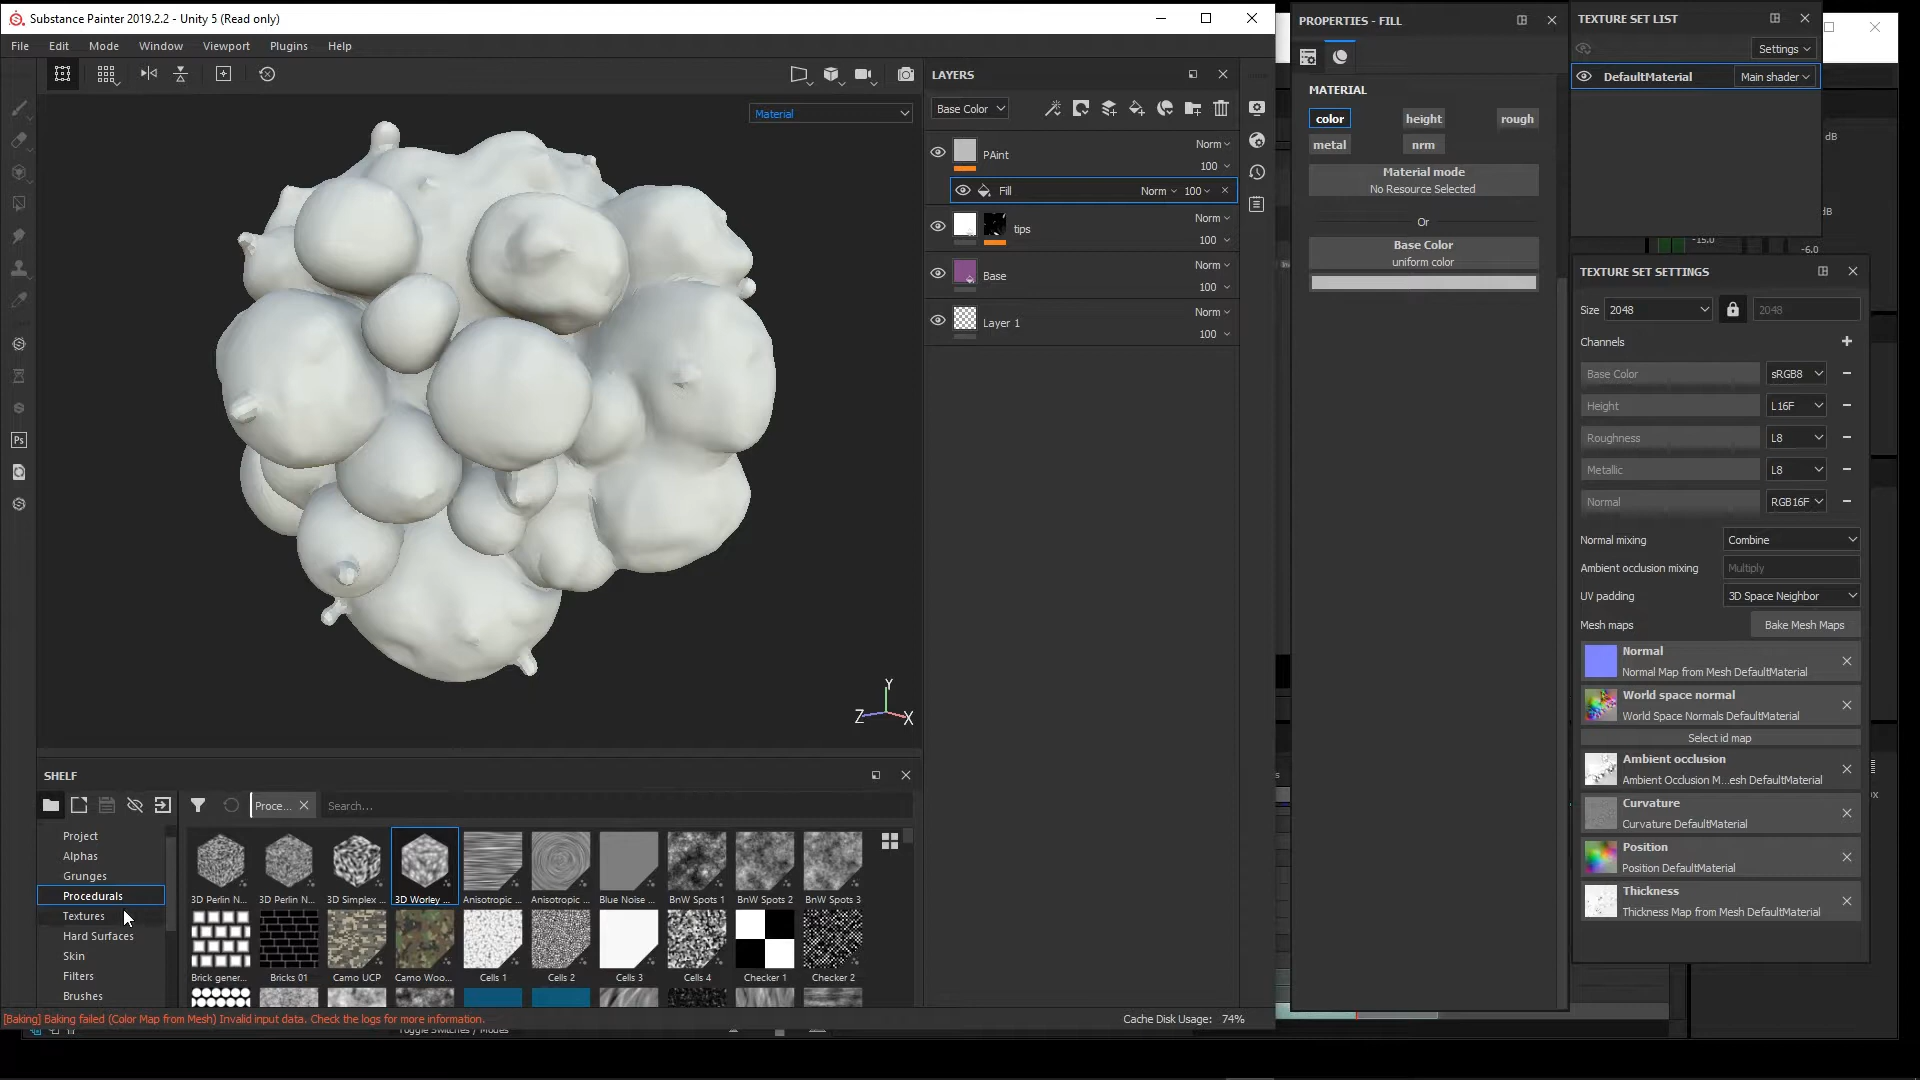 Substance Painter 2019.2.2 - Unity 5 (Read only)
File Edit Mode Window Viewport Plugins Help
Material
LAYERS
Base Color
PAint
Norm
100
Fill
Norm
100
tips
Norm
100
Base
Norm
100
Layer 1
Norm
100
PROPERTIES - FILL
MATERIAL
color
height
rough
metal
nrm
Material mode
No Resource Selected
Or
Base Color
uniform color
TEXTURE SET LIST
Settings
DefaultMaterial
Main shader
dB
dB
-15.0
-6.0
TEXTURE SET SETTINGS
Size
2048
2048
Channels
Base Color
sRGB8
Height
L16F
Roughness
L8
Metallic
L8
Normal
RGB16F
Normal mixing
Combine
Ambient occlusion mixing
Multiply
UV padding
3D Space Neighbor
Mesh maps
Bake Mesh Maps
Normal
Normal Map from Mesh DefaultMaterial
World space normal
World Space Normals DefaultMaterial
Select id map
Ambient occlusion
Ambient Occlusion M...esh DefaultMaterial
Curvature
Curvature DefaultMaterial
Position
Position DefaultMaterial
Thickness
Thickness Map from Mesh DefaultMaterial
Ps
Y
Z
X
SHELF
Proce...
Search...
Project
Alphas
Grunges
Procedurals
Textures
Hard Surfaces
Skin
Filters
Brushes
3D Perlin N... 3D Perlin N... 3D Simplex ... 3D Worley ... Anisotropic ... Anisotropic ... Blue Noise ... BnW Spots 1 BnW Spots 2 BnW Spots 3
Brick gener... Bricks 01 Camo UCP Camo Woo... Cells 1 Cells 2 Cells 3 Cells 4 Checker 1 Checker 2
[Baking] Baking failed (Color Map from Mesh) Invalid input data. Check the logs for more information.
Cache Disk Usage: 74%